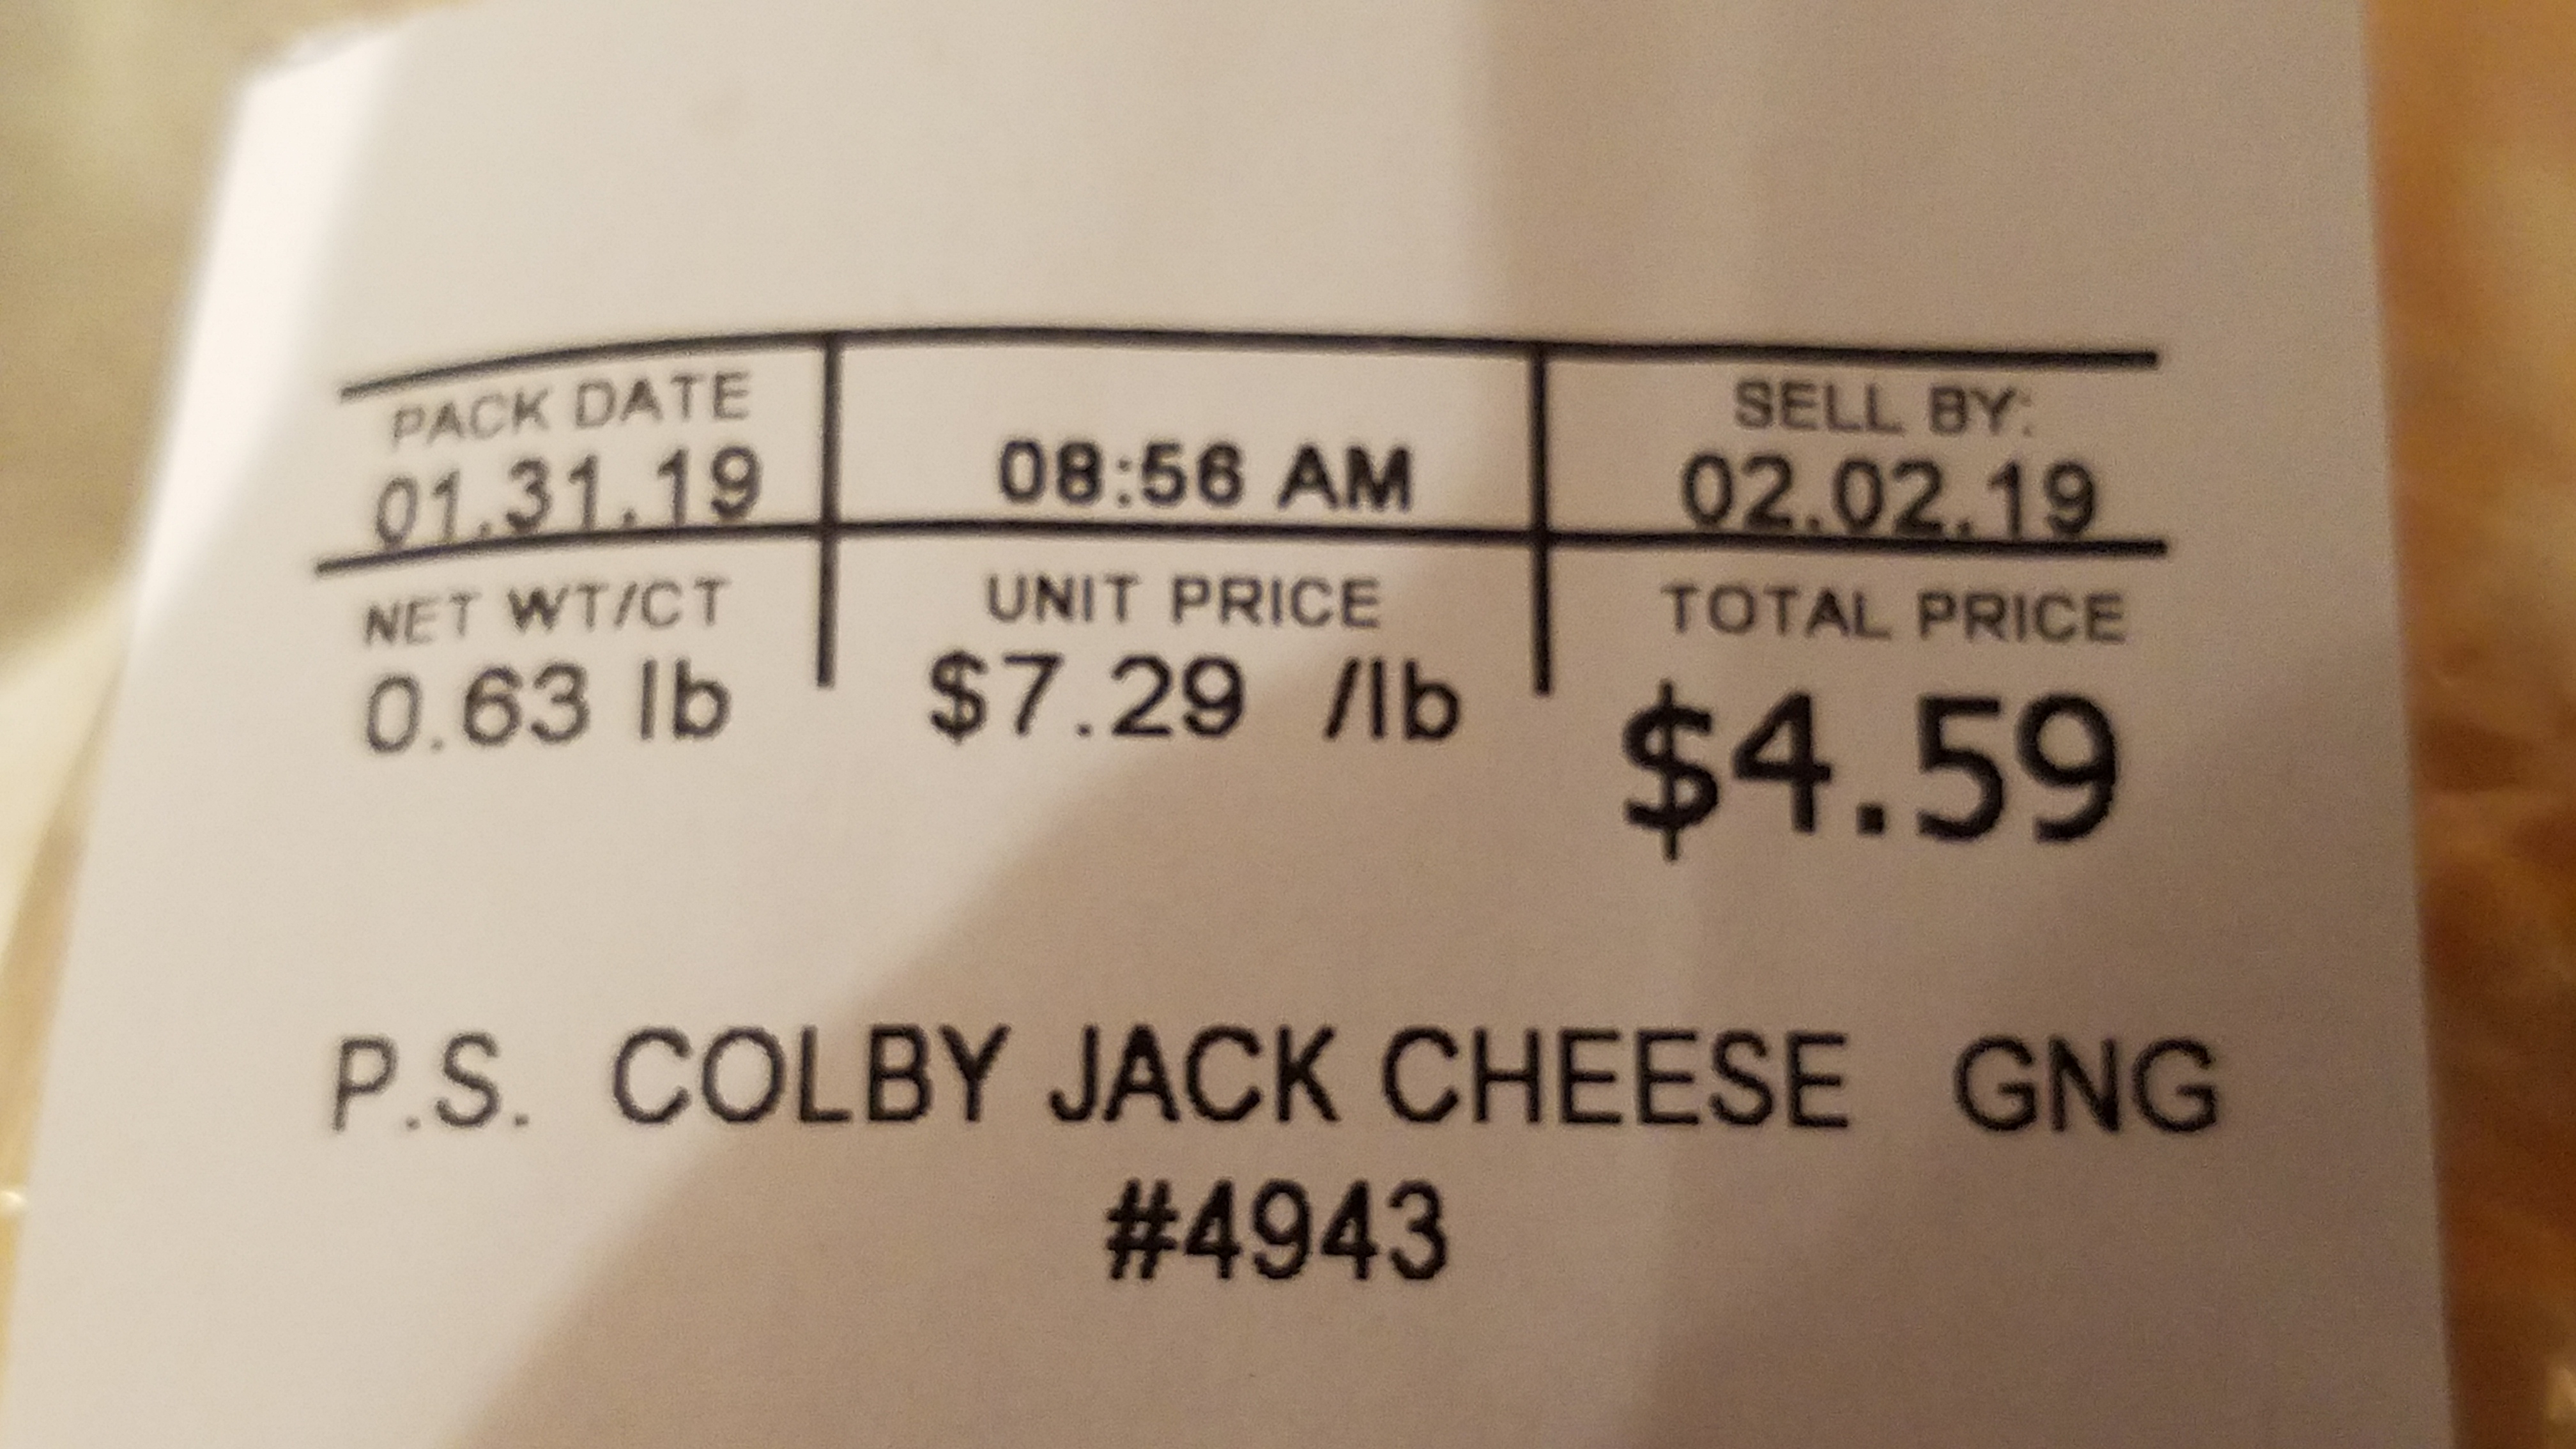 PACK DATE SELL BY:
01.31.19 08:56 AM 02.02.19
NET WT/CT UNIT PRICE TOTAL PRICE
0.63 lb $7.29 /lb $4.59
P.S. COLBY JACK CHEESE GNG
#4943